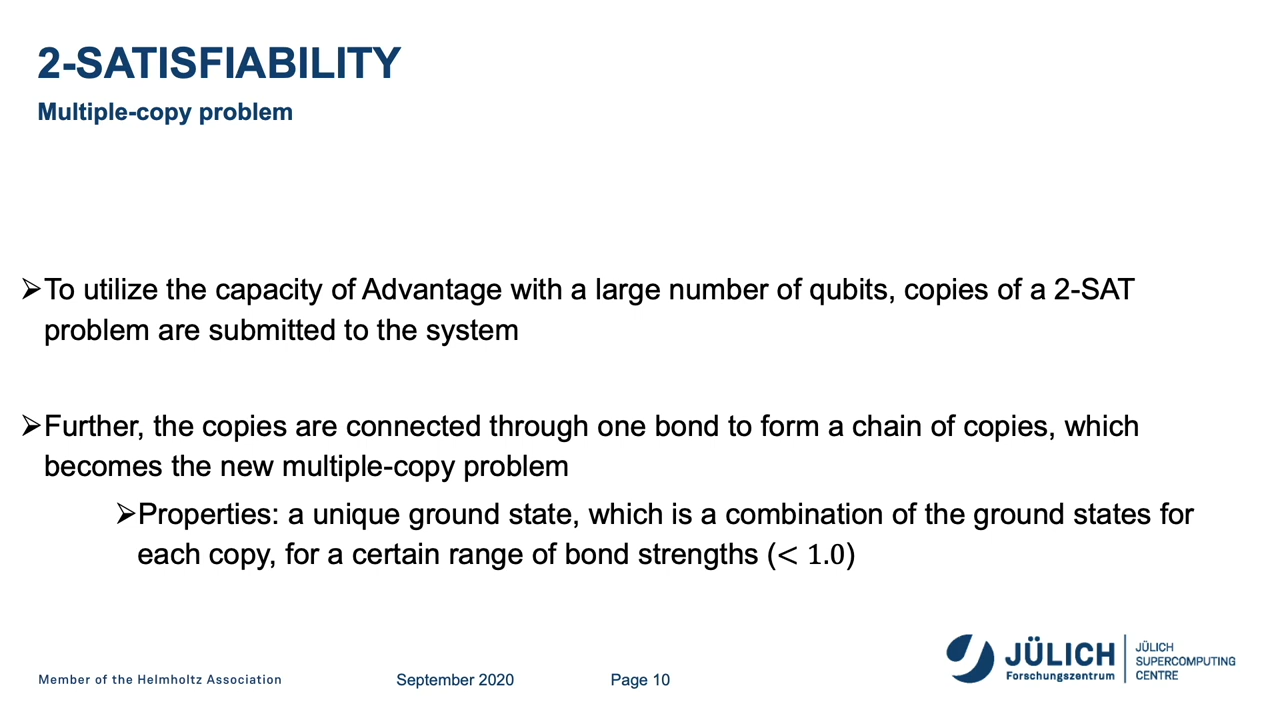 2-SATISFIABILITY
Multiple-copy problem
➢To utilize the capacity of Advantage with a large number of qubits, copies of a 2-SAT
problem are submitted to the system
➢Further, the copies are connected through one bond to form a chain of copies, which
becomes the new multiple-copy problem
➢Properties: a unique ground state, which is a combination of the ground states for
each copy, for a certain range of bond strengths (< 1.0)
Member of the Helmholtz Association
September 2020
Page 10
JÜLICH
Forschungszentrum
JÜLICH
SUPERCOMPUTING
CENTRE